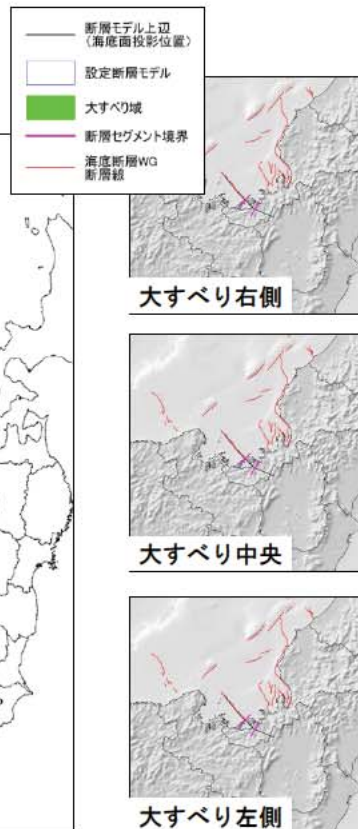 断層モデル上辺
(海底面投影位置)
設定断層モデル
大すべり域
断層セグメント境界
海底断層WG
断層線
大すべり右側
大すべり中央
大すべり左側